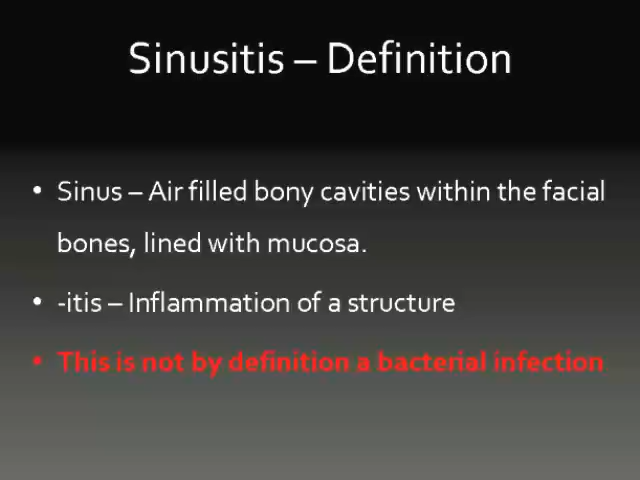 Sinusitis – Definition
• Sinus – Air filled bony cavities within the facial
bones, lined with mucosa.
• -itis – Inflammation of a structure
• This is not by definition a bacterial infection